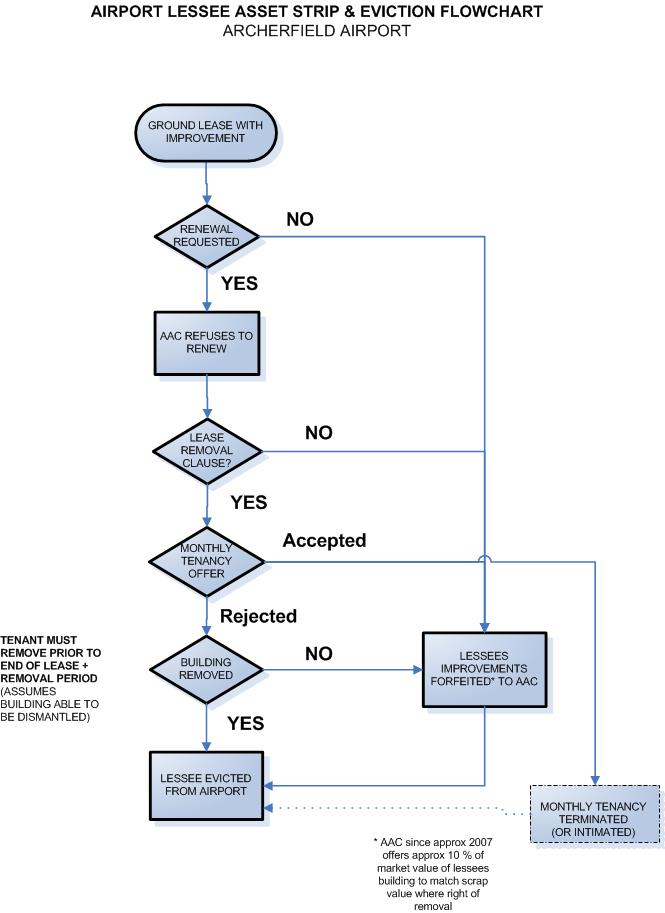 AIRPORT LESSEE ASSET STRIP & EVICTION FLOWCHART
ARCHERFIELD AIRPORT
GROUND LEASE WITH
IMPROVEMENT
RENEWAL
REQUESTED
NO
YES
AAC REFUSES TO
RENEW
LEASE
REMOVAL
CLAUSE?
NO
YES
MONTHLY
TENANCY
OFFER
Accepted
Rejected
TENANT MUST
REMOVE PRIOR TO
END OF LEASE +
REMOVAL PERIOD
(ASSUMES
BUILDING ABLE TO
BE DISMANTLED)
BUILDING
REMOVED
NO
YES
LESSEES
IMPROVEMENTS
FORFEITED* TO AAC
LESSEE EVICTED
FROM AIRPORT
MONTHLY TENANCY
TERMINATED
(OR INTIMATED)
* AAC since approx 2007
offers approx 10 % of
market value of lessees
building to match scrap
value where right of
removal